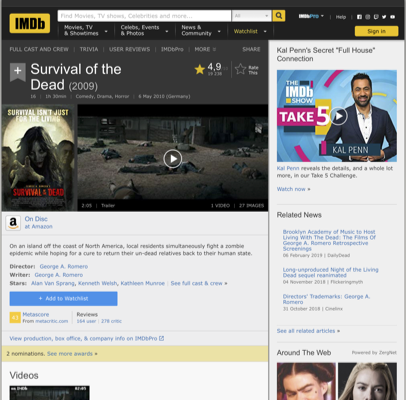 IMDb
Find Movies, TV shows, Celebrities and more...
All
IMDbPro
Help
Movies, TV
& Showtimes
Celebs, Events
& Photos
News &
Community
Watchlist
Sign in
FULL CAST AND CREW | TRIVIA | USER REVIEWS | IMDbPro | MORE
SHARE
Survival of the
Dead (2009)
4,9
Rate
This
16 | 1h 30min | Comedy, Drama, Horror | 6 May 2010 (Germany)
SURVIVAL ISN'T JUST
FOR THE LIVING
SURVIVAL OF THE DEAD
2:05 | Trailer
1 VIDEO | 37 IMAGES
On Disc
at Amazon
On an island off the coast of North America, local residents simultaneously fight a zombie
epidemic while hoping for a cure to return their un-dead relatives back to their human state.
Director: George A. Romero
Writer: George A. Romero
Stars: Alan Van Sprang, Kenneth Welsh, Kathleen Munroe | See full cast & crew »
+ Add to Watchlist
Metascore
From metacritic.com
Reviews
164 user | 278 critic
View production, box office, & company info on IMDbPro
2 nominations. See more awards »
Videos
Kal Penn's Secret "Full House"
Connection
THE
IMDb
SHOW
TAKE 5
KAL PENN
Kal Penn reveals the details, and a whole lot
more, in our Take 5 Challenge.
Watch now »
Related News
Brooklyn Academy of Music to Host
Living With The Dead: The Films Of
George A. Romero Retrospective
Screenings
06 February 2019 | DailyDead
Long-unproduced Night of the Living
Dead sequel reanimated
04 November 2018 | Flickeringmyth
Directors' Trademarks: George A.
Romero
31 October 2018 | Cinelinx
See all related articles »
Around The Web
Powered by ZergNet